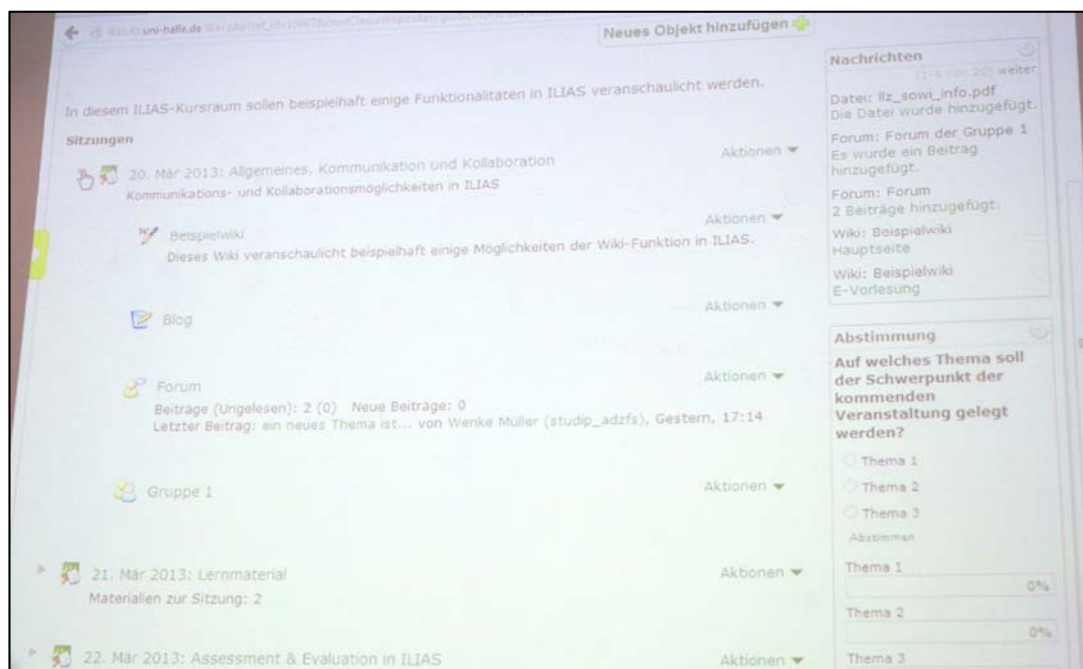 uni-halle.de
Neues Objekt hinzufügen
In diesem ILIAS-Kursraum sollen beispielhaft einige Funktionalitäten in ILIAS veranschaulicht werden.
Sitzungen
20. Mär 2013: Allgemeines, Kommunikation und Kollaboration
Aktionen
Kommunikations- und Kollaborationsmöglichkeiten in ILIAS
Beispielwiki
Aktionen
Dieses Wiki veranschaulicht beispielhaft einige Möglichkeiten der Wiki-Funktion in ILIAS.
Blog
Aktionen
Forum
Aktionen
Beiträge (Ungelesen): 2 (0) Neue Beiträge: 0
Letzter Beitrag: ein neues Thema ist... von Wenke Müller (studip_adzfs), Gestern, 17:14
Gruppe 1
Aktionen
21. Mär 2013: Lernmaterial
Aktionen
Materialien zur Sitzung: 2
22. Mär 2013: Assessment & Evaluation in ILIAS
Aktionen
Nachrichten
(1-5 von 20) weiter
Datei: llz_sowi_info.pdf
Die Datei wurde hinzugefügt.
Forum: Forum der Gruppe 1
Es wurde ein Beitrag
hinzugefügt.
Forum: Forum
2 Beiträge hinzugefügt.
Wiki: Beispielwiki
Hauptseite
Wiki: Beispielwiki
E-Vorlesung
Abstimmung
Auf welches Thema soll
der Schwerpunkt der
kommenden
Veranstaltung gelegt
werden?
Thema 1
Thema 2
Thema 3
Abstimmen
Thema 1
0%
Thema 2
0%
Thema 3